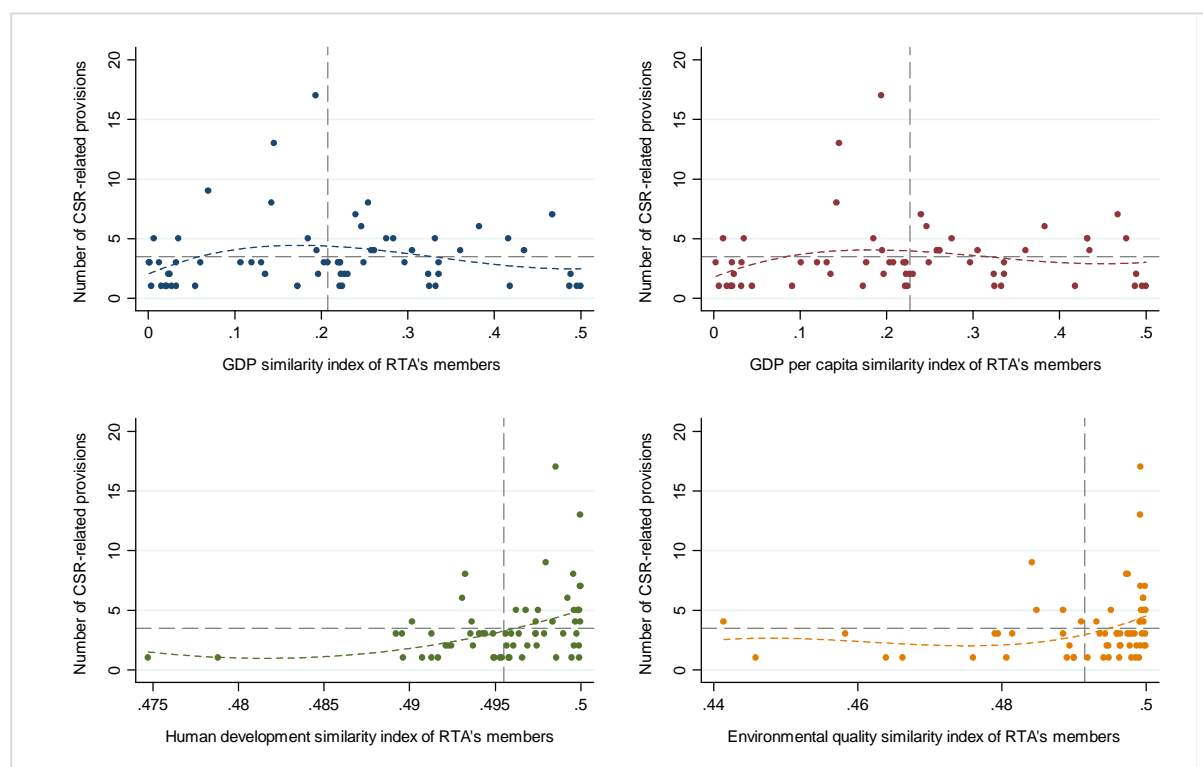 Number of CSR-related provisions
20
15
10
5
0
0 .1 .2 .3 .4 .5
GDP similarity index of RTA's members
Number of CSR-related provisions
20
15
10
5
0
0 .1 .2 .3 .4 .5
GDP per capita similarity index of RTA's members
Number of CSR-related provisions
20
15
10
5
0
.475 .48 .485 .49 .495 .5
Human development similarity index of RTA's members
Number of CSR-related provisions
20
15
10
5
0
.44 .46 .48 .5
Environmental quality similarity index of RTA's members